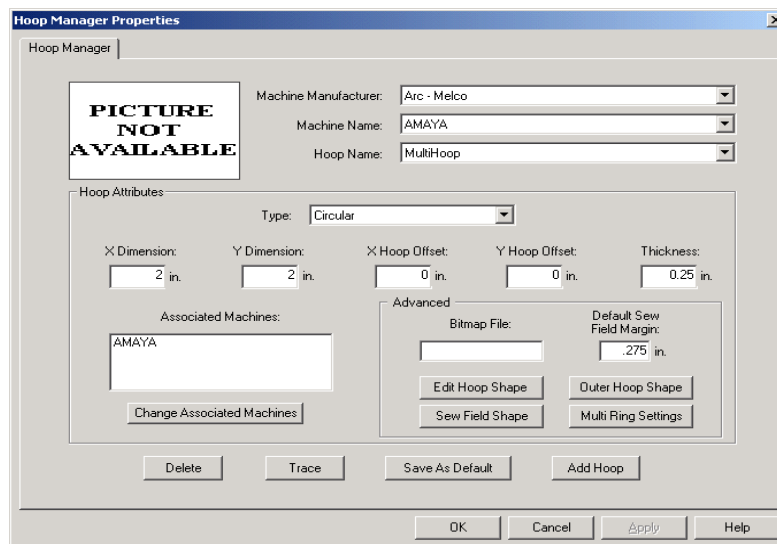 Hoop Manager Properties
Hoop Manager
PICTURE
NOT
AVAILABLE
Machine Manufacturer: Arc - Melco
Machine Name: AMAYA
Hoop Name: MultiHoop
Hoop Attributes
Type: Circular
X Dimension: Y Dimension: X Hoop Offset: Y Hoop Offset: Thickness:
2 in. 2 in. 0 in. 0 in. 0.25 in.
Associated Machines:
AMAYA
Change Associated Machines
Advanced
Bitmap File:
Default Sew
Field Margin:
.275 in.
Edit Hoop Shape Outer Hoop Shape
Sew Field Shape Multi Ring Settings
Delete Trace Save As Default Add Hoop
OK Cancel Apply Help